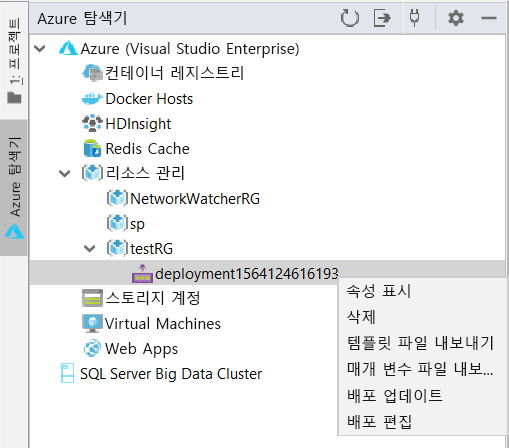 Azure 탐색기
1: 프로젝트
Azure 탐색기
Azure (Visual Studio Enterprise)
컨테이너 레지스트리
Docker Hosts
HDInsight
Redis Cache
리소스 관리
NetworkWatcherRG
sp
testRG
deployment1564124616193
스토리지 계정
Virtual Machines
Web Apps
SQL Server Big Data Cluster
속성 표시
삭제
템플릿 파일 내보내기
매개 변수 파일 내보...
배포 업데이트
배포 편집